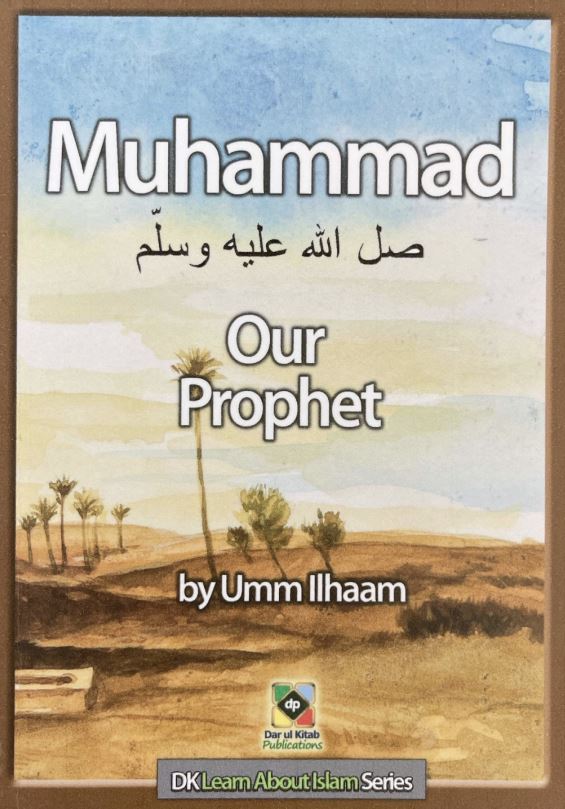 Muhammad
صل الله عليه وسلّم
Our
Prophet
by Umm Ilhaam
dp
Dar ul Kitab
Publications
DK Learn About Islam Series